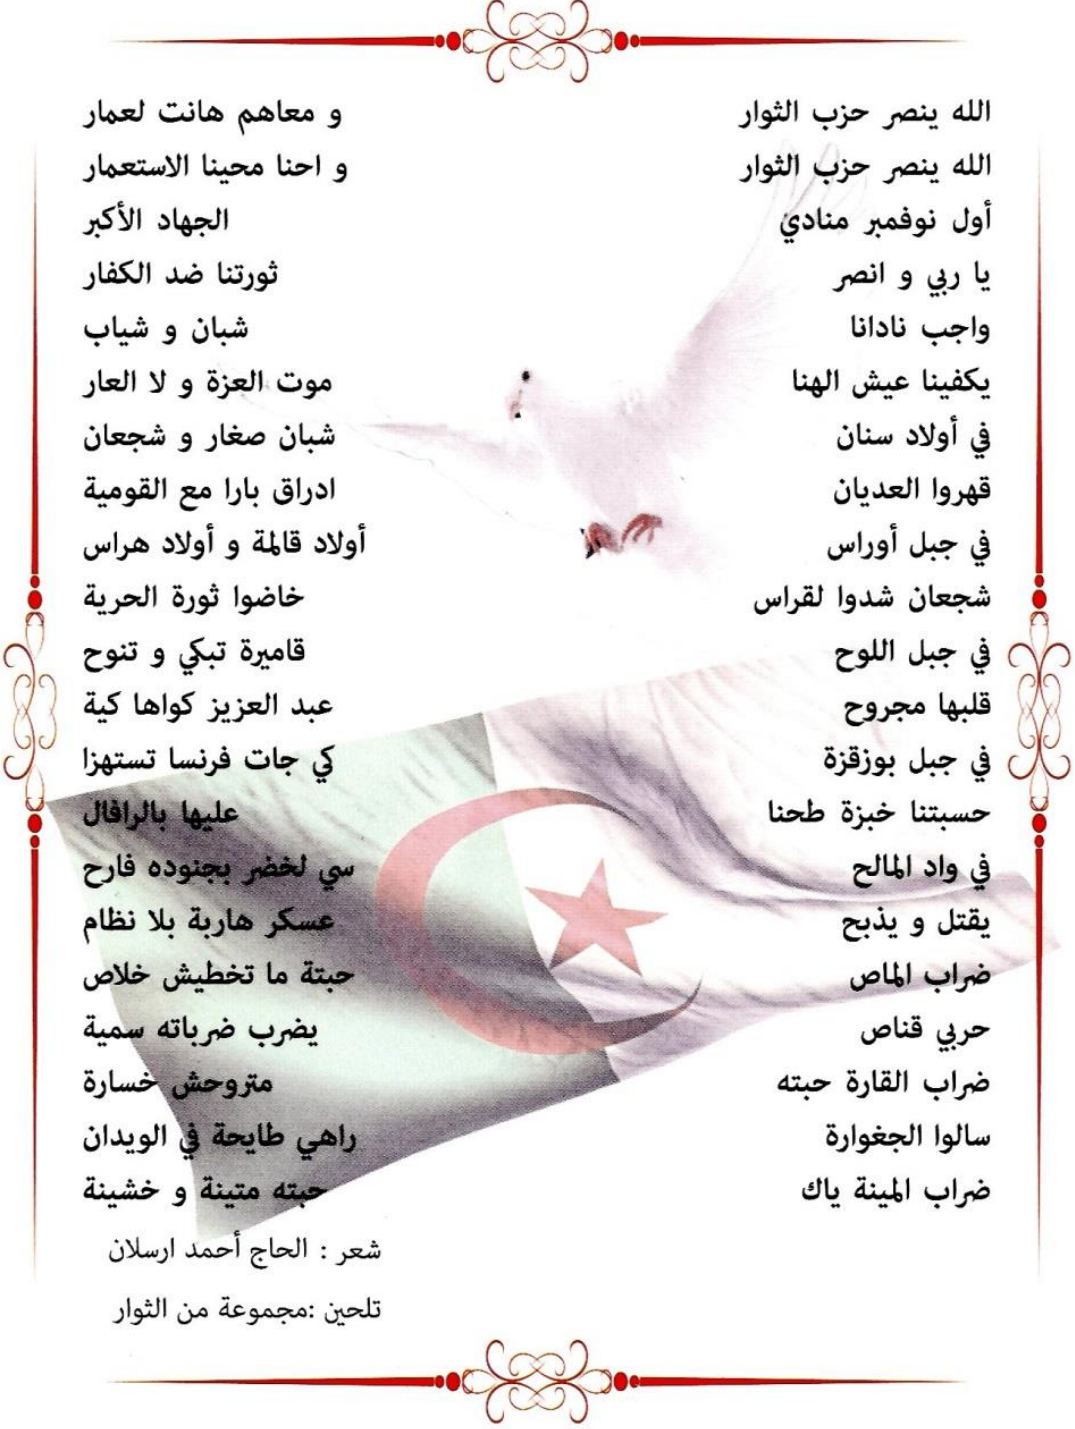 الله ينصر حزب الثوار و معاهم هانت لعمار
الله ينصر حزب الثوار و احنا محينا الاستعمار
أول نوفمبر منادي الجهاد الأكبر
يا ربي و انصر ثورتنا ضد الكفار
واجب نادانا شبان و شياب
يكفينا عيش الهنا موت العزة و لا العار
في أولاد سنان شبان صغار و شجعان
قهروا العديان ادراق بارا مع القومية
في جبل أوراس أولاد قالمة و أولاد هراس
شجعان شدوا لقراس خاضوا ثورة الحرية
في جبل اللوح قاميرة تبكي و تنوح
قلبها مجروح عبد العزيز كواها كية
في جبل بوزقزة كي جات فرنسا تستهزا
حسبتنا خبزة طحنا عليها بالرافال
في واد المالح سي لخضر بجنوده فارح
يقتل و يذبح عسكر هاربة بلا نظام
ضراب الماص حبتة ما تخطيش خلاص
حربي قناص يضرب ضرباته سمية
ضراب القارة حبته متروحش خسارة
سالوا الجغوارة راهي طايحة في الويدان
ضراب المينة ياك حبته متينة و خشينة
شعر : الحاج أحمد ارسلان
تلحين :مجموعة من الثوار